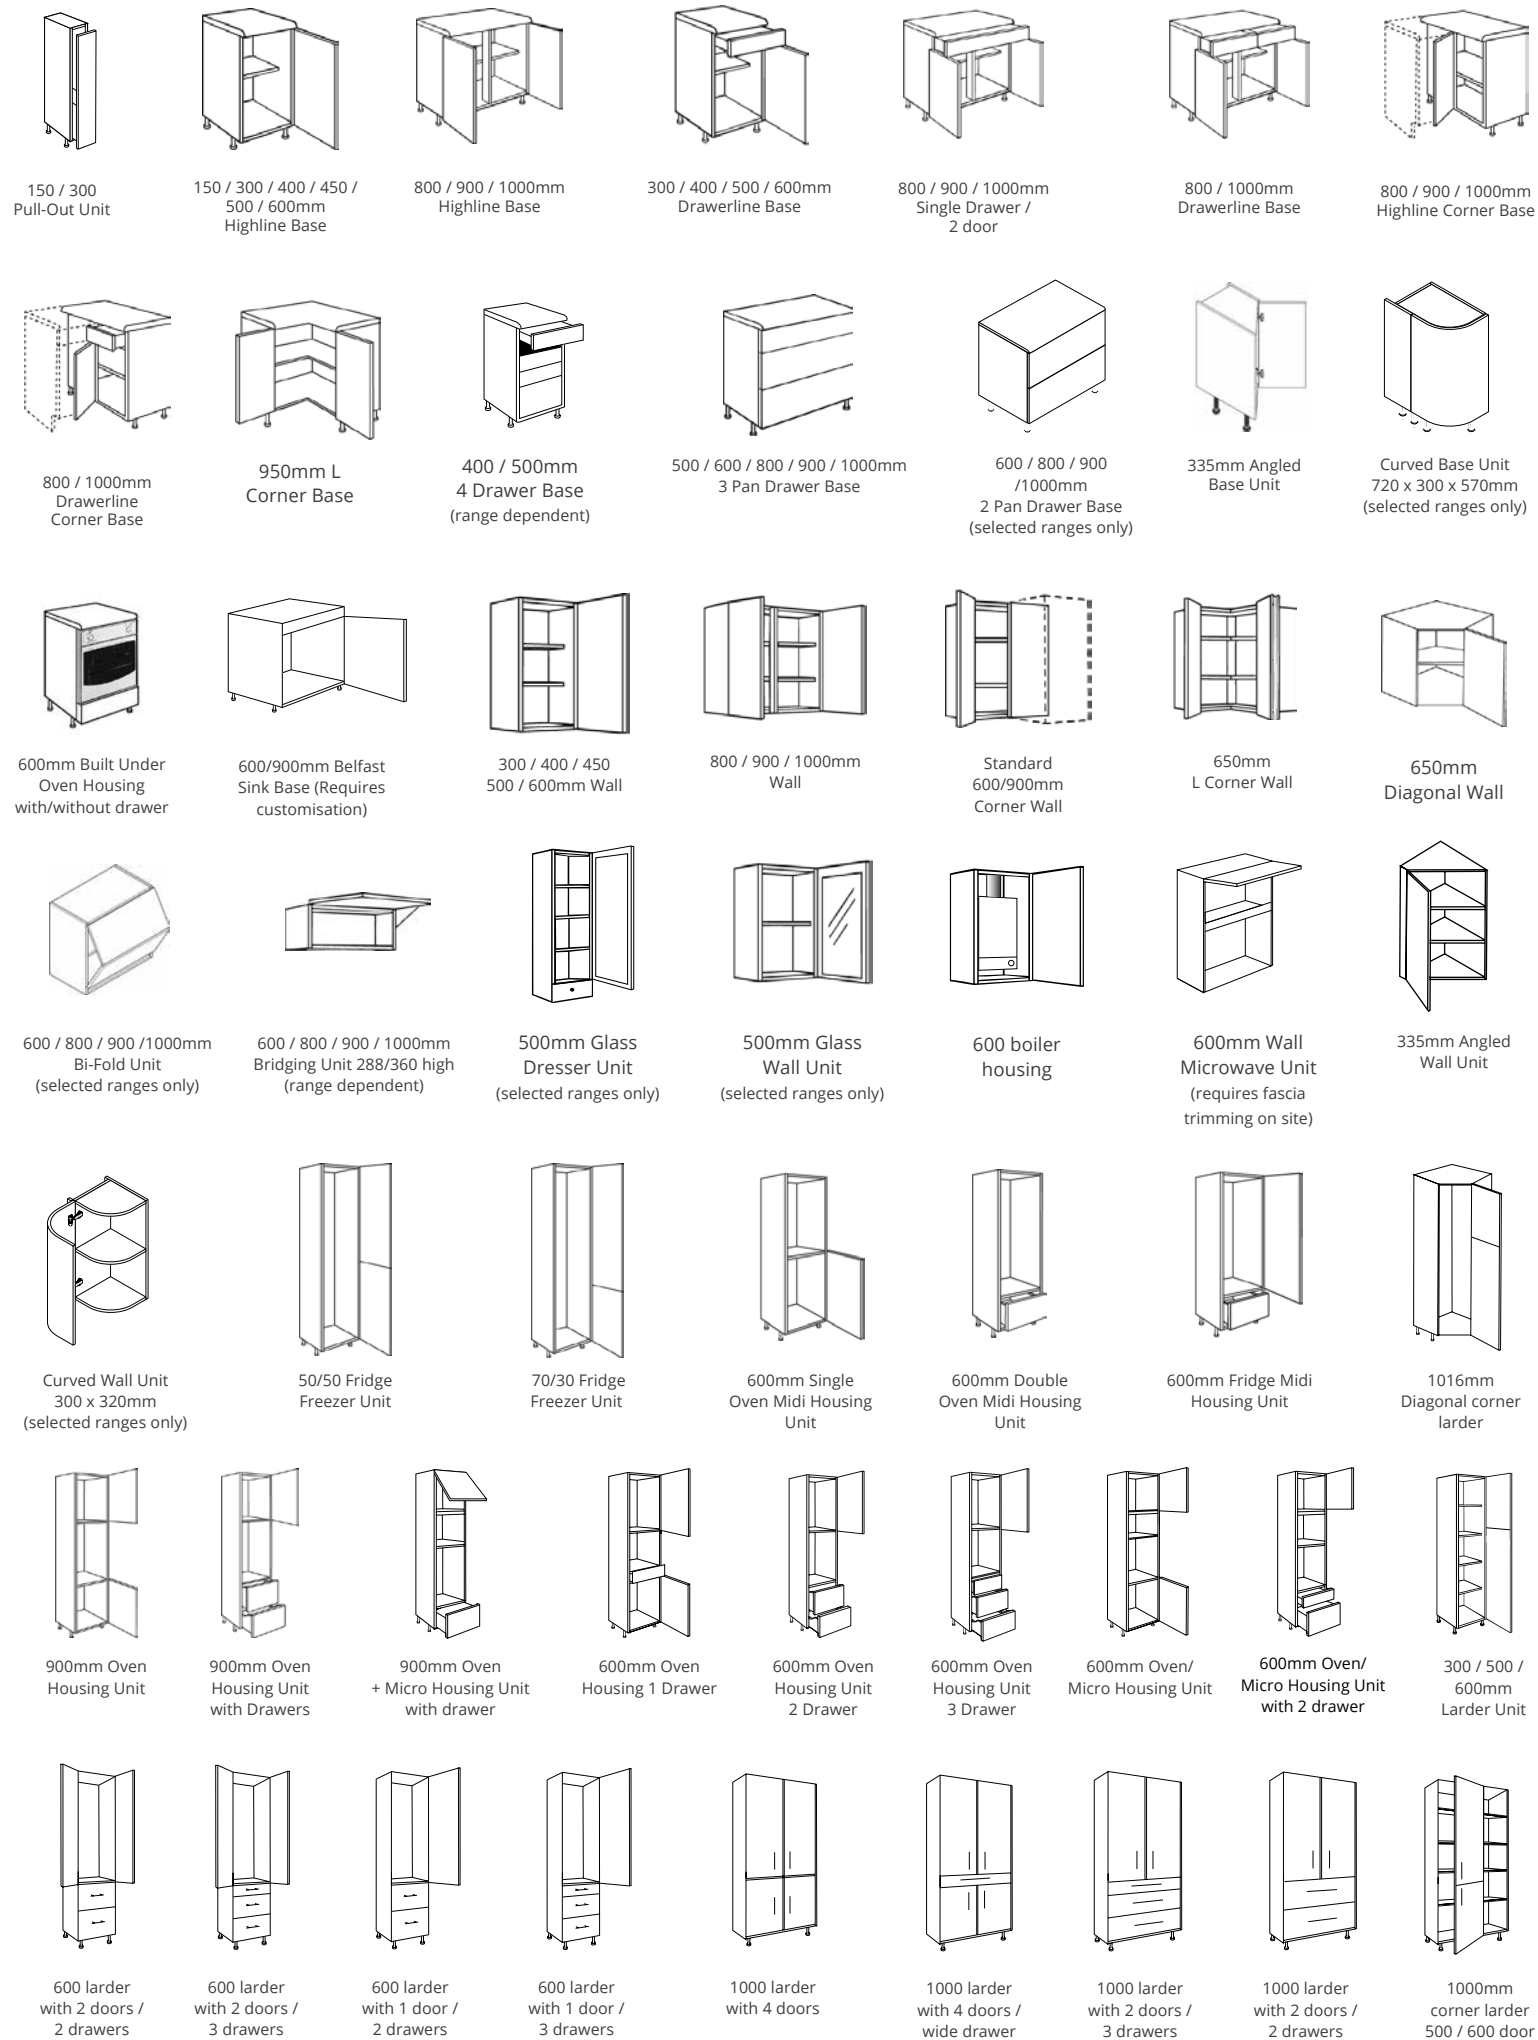 150 / 300
Pull-Out Unit
150 / 300 / 400 / 450 /
500 / 600mm
Highline Base
800 / 900 / 1000mm
Highline Base
300 / 400 / 500 / 600mm
Drawerline Base
800 / 900 / 1000mm
Single Drawer /
2 door
800 / 1000mm
Drawerline Base
800 / 900 / 1000mm
Highline Corner Base
800 / 1000mm
Drawerline
Corner Base
950mm L
Corner Base
400 / 500mm
4 Drawer Base
(range dependent)
500 / 600 / 800 / 900 / 1000mm
3 Pan Drawer Base
600 / 800 / 900
/1000mm
2 Pan Drawer Base
(selected ranges only)
335mm Angled
Base Unit
Curved Base Unit
720 x 300 x 570mm
(selected ranges only)
600mm Built Under
Oven Housing
with/without drawer
600/900mm Belfast
Sink Base (Requires
customisation)
300 / 400 / 450
500 / 600mm Wall
800 / 900 / 1000mm
Wall
Standard
600/900mm
Corner Wall
650mm
L Corner Wall
650mm
Diagonal Wall
600 / 800 / 900 /1000mm
Bi-Fold Unit
(selected ranges only)
600 / 800 / 900 / 1000mm
Bridging Unit 288/360 high
(range dependent)
500mm Glass
Dresser Unit
(selected ranges only)
500mm Glass
Wall Unit
(selected ranges only)
600 boiler
housing
600mm Wall
Microwave Unit
(requires fascia
trimming on site)
335mm Angled
Wall Unit
Curved Wall Unit
300 x 320mm
(selected ranges only)
50/50 Fridge
Freezer Unit
70/30 Fridge
Freezer Unit
600mm Single
Oven Midi Housing
Unit
600mm Double
Oven Midi Housing
Unit
600mm Fridge Midi
Housing Unit
1016mm
Diagonal corner
larder
900mm Oven
Housing Unit
900mm Oven
Housing Unit
with Drawers
900mm Oven
+ Micro Housing Unit
with drawer
600mm Oven
Housing 1 Drawer
600mm Oven
Housing Unit
2 Drawer
600mm Oven
Housing Unit
3 Drawer
600mm Oven/
Micro Housing Unit
600mm Oven/
Micro Housing Unit
with 2 drawer
300 / 500 /
600mm
Larder Unit
600 larder
with 2 doors /
2 drawers
600 larder
with 2 doors /
3 drawers
600 larder
with 1 door /
2 drawers
600 larder
with 1 door /
3 drawers
1000 larder
with 4 doors
1000 larder
with 4 doors /
wide drawer
1000 larder
with 2 doors /
3 drawers
1000 larder
with 2 doors /
2 drawers
1000mm
corner larder
500 / 600 door